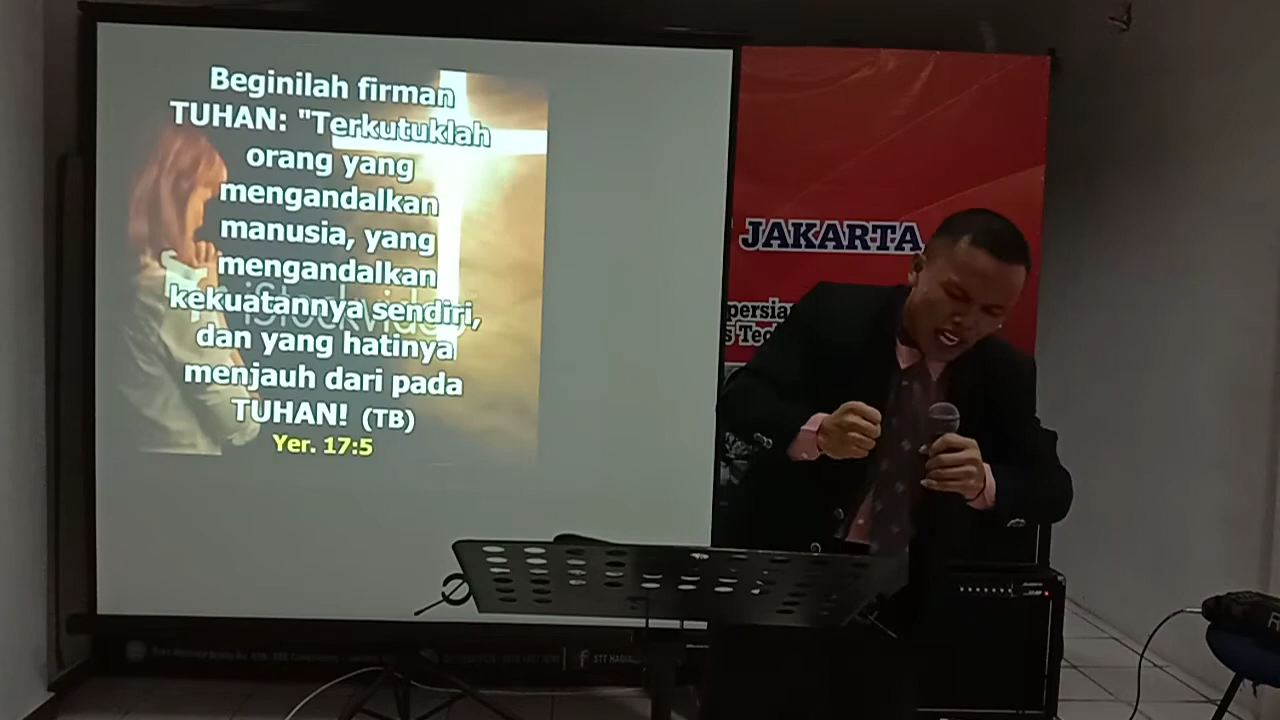 Beginilah firman
TUHAN: "Terkutuklah
orang yang
mengandalkan
manusia, yang
mengandalkan
kekuatannya sendiri,
dan yang hatinya
menjauh dari pada
TUHAN! (TB)
Yer. 17:5
JAKARTA